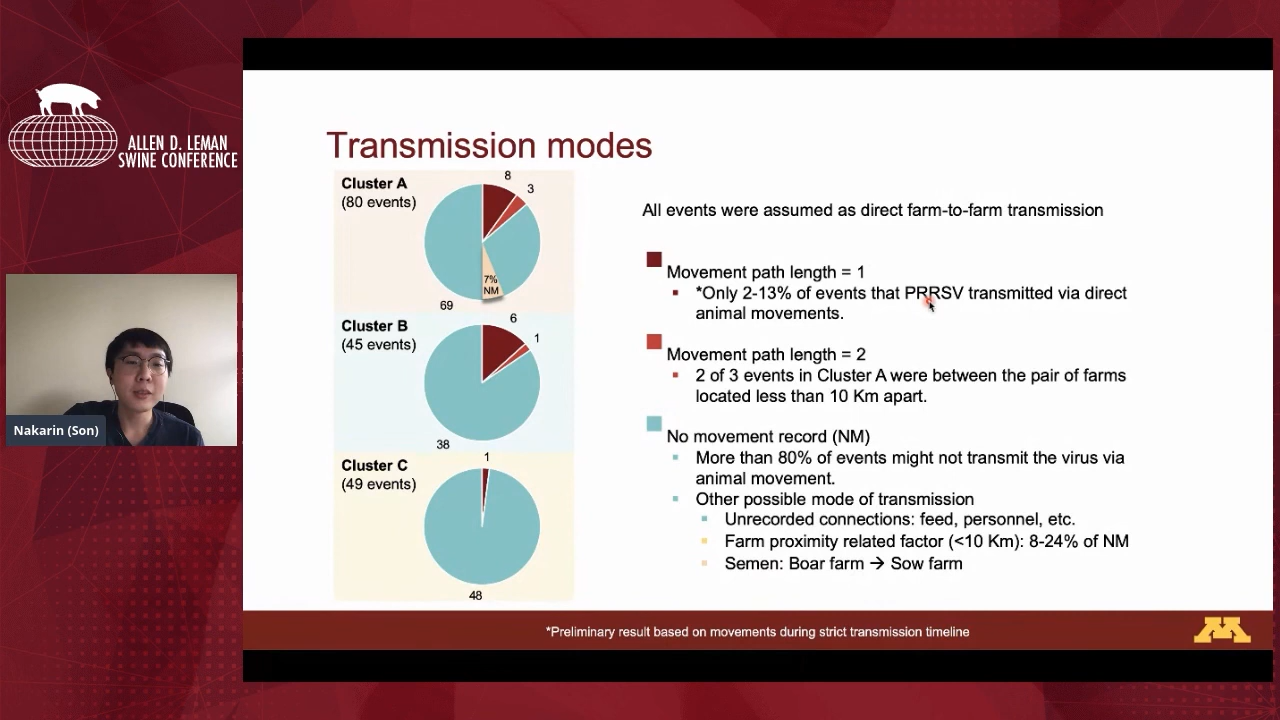 ALLEN D. LEMAN
SWINE CONFERENCE
Nakarin (Son)
Transmission modes
Cluster A
(80 events)
8
3
7%
NM
69
Cluster B
(45 events)
6
1
38
Cluster C
(49 events)
1
48
All events were assumed as direct farm-to-farm transmission
Movement path length = 1
*Only 2-13% of events that PRRSV transmitted via direct
animal movements.
Movement path length = 2
2 of 3 events in Cluster A were between the pair of farms
located less than 10 Km apart.
No movement record (NM)
More than 80% of events might not transmit the virus via
animal movement.
Other possible mode of transmission
Unrecorded connections: feed, personnel, etc.
Farm proximity related factor (<10 Km): 8-24% of NM
Semen: Boar farm → Sow farm
*Preliminary result based on movements during strict transmission timeline
M